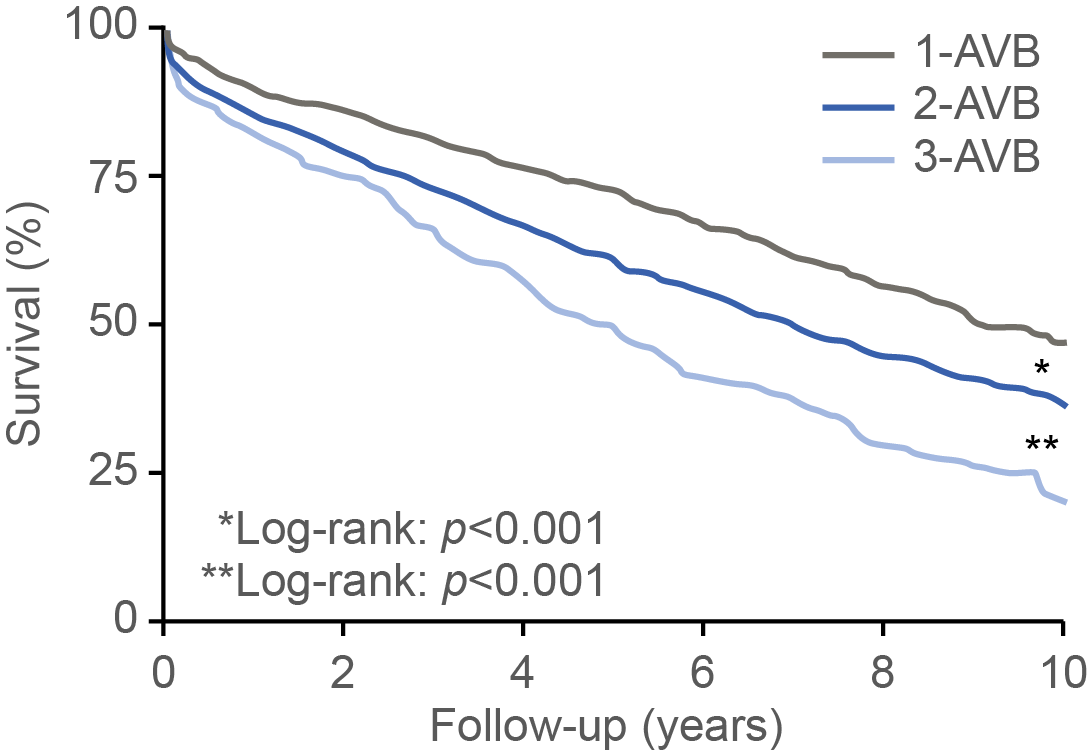 100
75
50
25
0
Survival (%)
1-AVB
2-AVB
3-AVB
*
**
*Log-rank: p<0.001
**Log-rank: p<0.001
0 2 4 6 8 10
Follow-up (years)